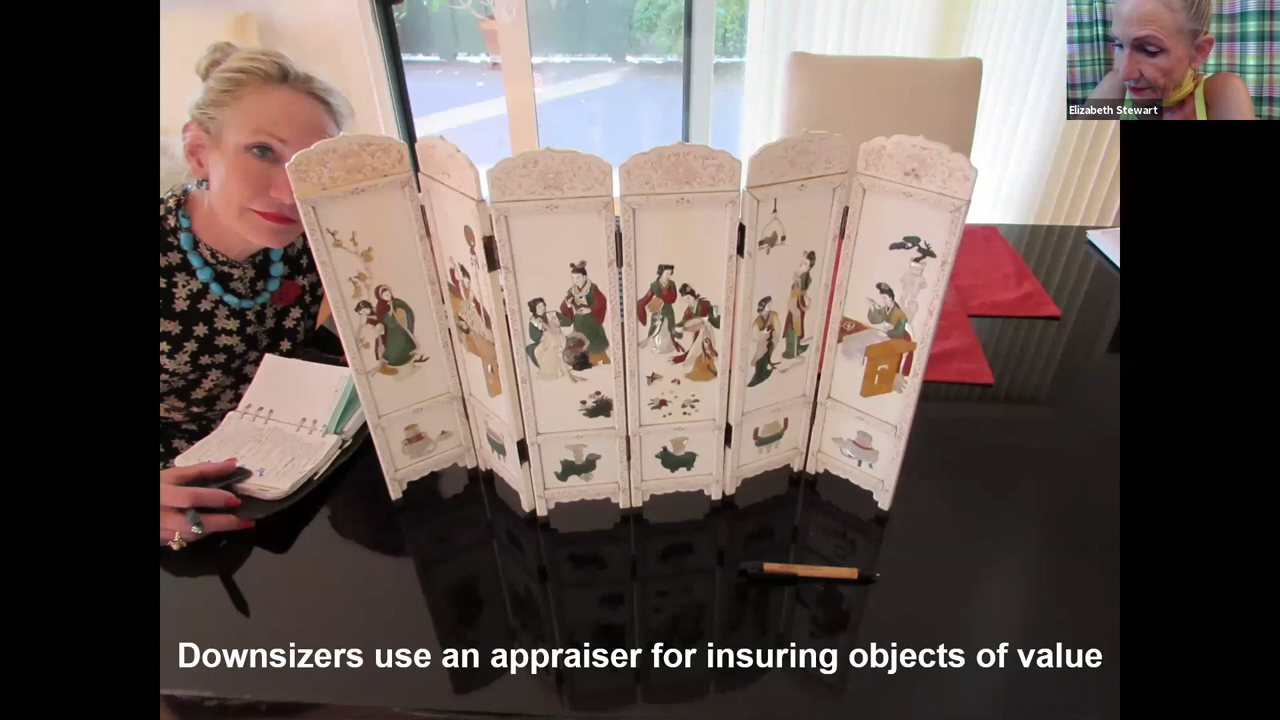 Elizabeth Stewart
Downsizers use an appraiser for insuring objects of value